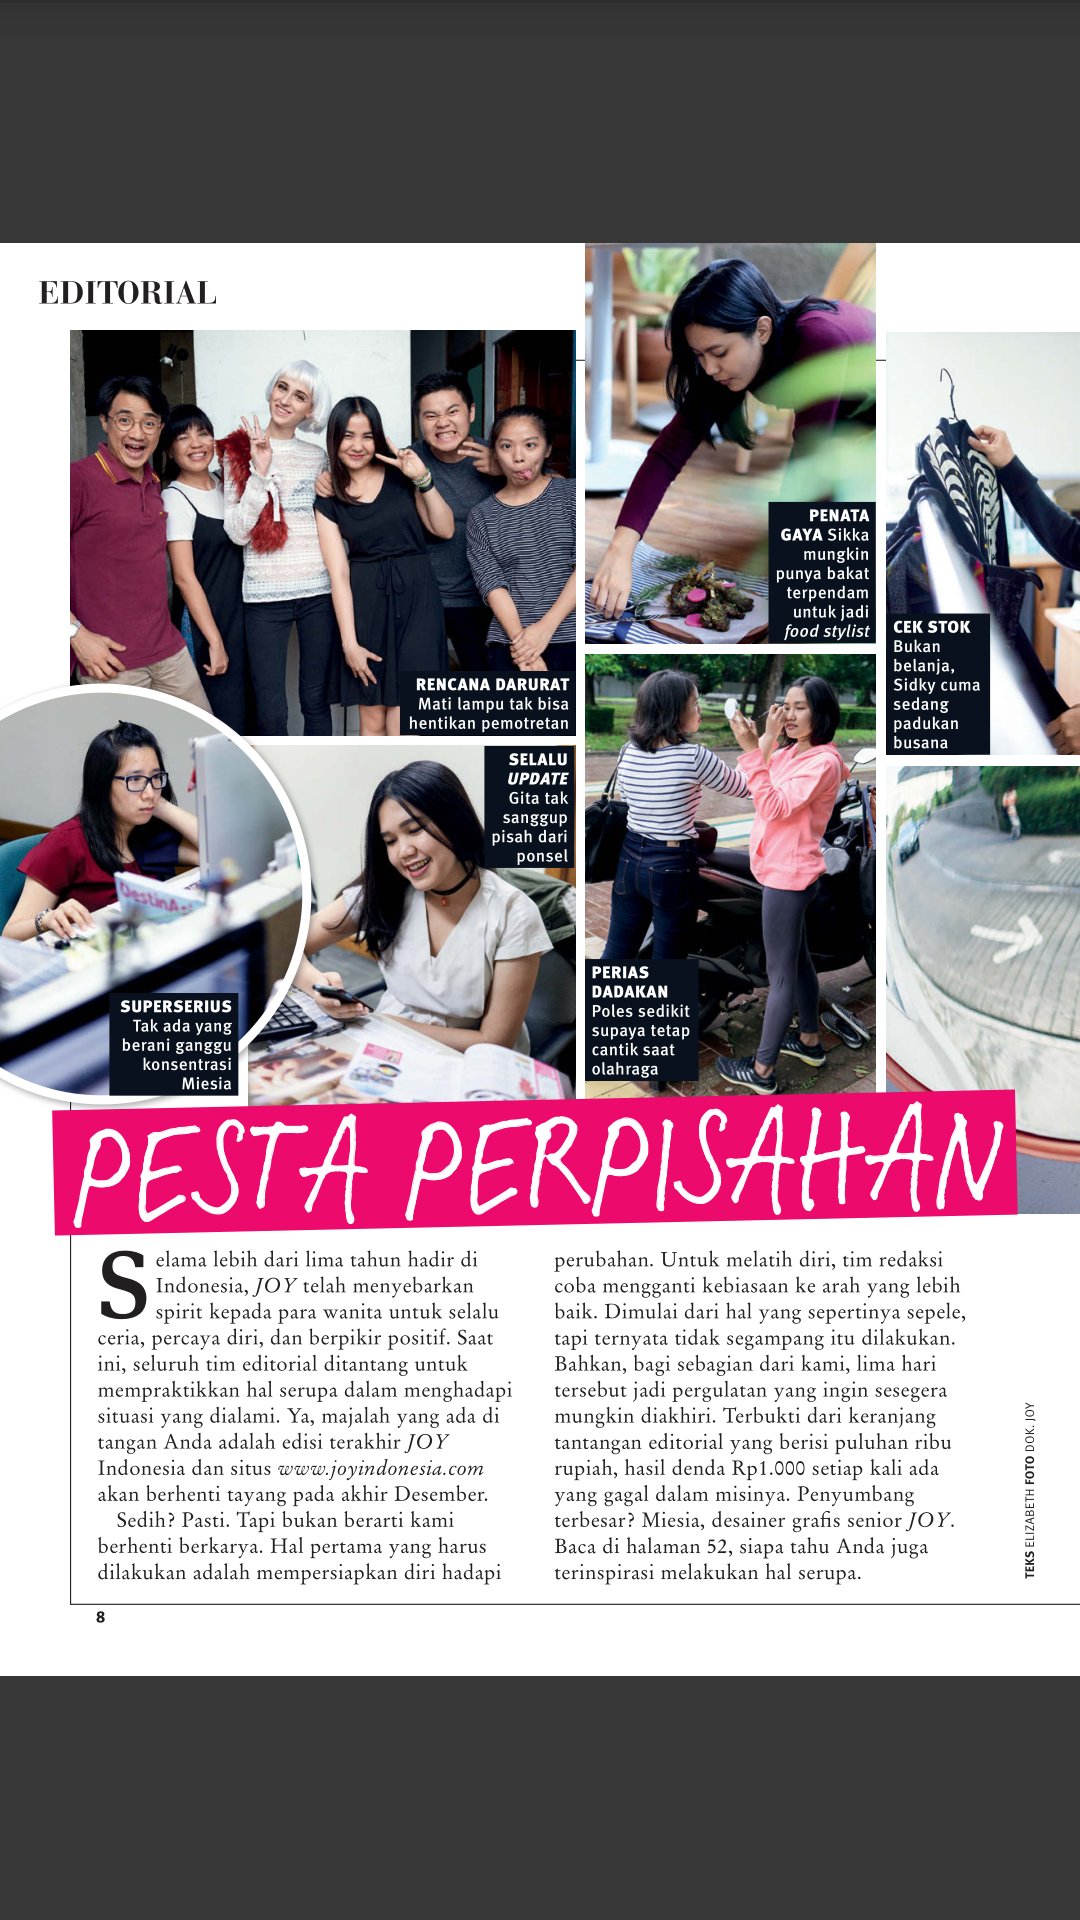 EDITORIAL
RENCANA DARURAT
Mati lampu tak bisa
hentikan pemotretan
PENATA
GAYA Sikka
mungkin
punya bakat
terpendam
untuk jadi
food stylist
CEK STOK
Bukan
belanja,
Sidky cuma
sedang
padukan
busana
SELALU
UPDATE
Gita tak
sanggup
pisah dari
ponsel
DestinAsi
SUPERSERIUS
Tak ada yang
berani ganggu
konsentrasi
Miesia
PERIAS
DADAKAN
Poles sedikit
supaya tetap
cantik saat
olahraga
PESTA PERPISAHAN
Selama lebih dari lima tahun hadir di
Indonesia, JOY telah menyebarkan
spirit kepada para wanita untuk selalu
ceria, percaya diri, dan berpikir positif. Saat
ini, seluruh tim editorial ditantang untuk
mempraktikkan hal serupa dalam menghadapi
situasi yang dialami. Ya, majalah yang ada di
tangan Anda adalah edisi terakhir JOY
Indonesia dan situs www.joyindonesia.com
akan berhenti tayang pada akhir Desember.
Sedih? Pasti. Tapi bukan berarti kami
berhenti berkarya. Hal pertama yang harus
dilakukan adalah mempersiapkan diri hadapi
perubahan. Untuk melatih diri, tim redaksi
coba mengganti kebiasaan ke arah yang lebih
baik. Dimulai dari hal yang sepertinya sepele,
tapi ternyata tidak segampang itu dilakukan.
Bahkan, bagi sebagian dari kami, lima hari
tersebut jadi pergulatan yang ingin sesegera
mungkin diakhiri. Terbukti dari keranjang
tantangan editorial yang berisi puluhan ribu
rupiah, hasil denda Rp1.000 setiap kali ada
yang gagal dalam misinya. Penyumbang
terbesar? Miesia, desainer grafis senior JOY.
Baca di halaman 52, siapa tahu Anda juga
terinspirasi melakukan hal serupa.
TEKS ELIZABETH FOTO DOK. JOY
8